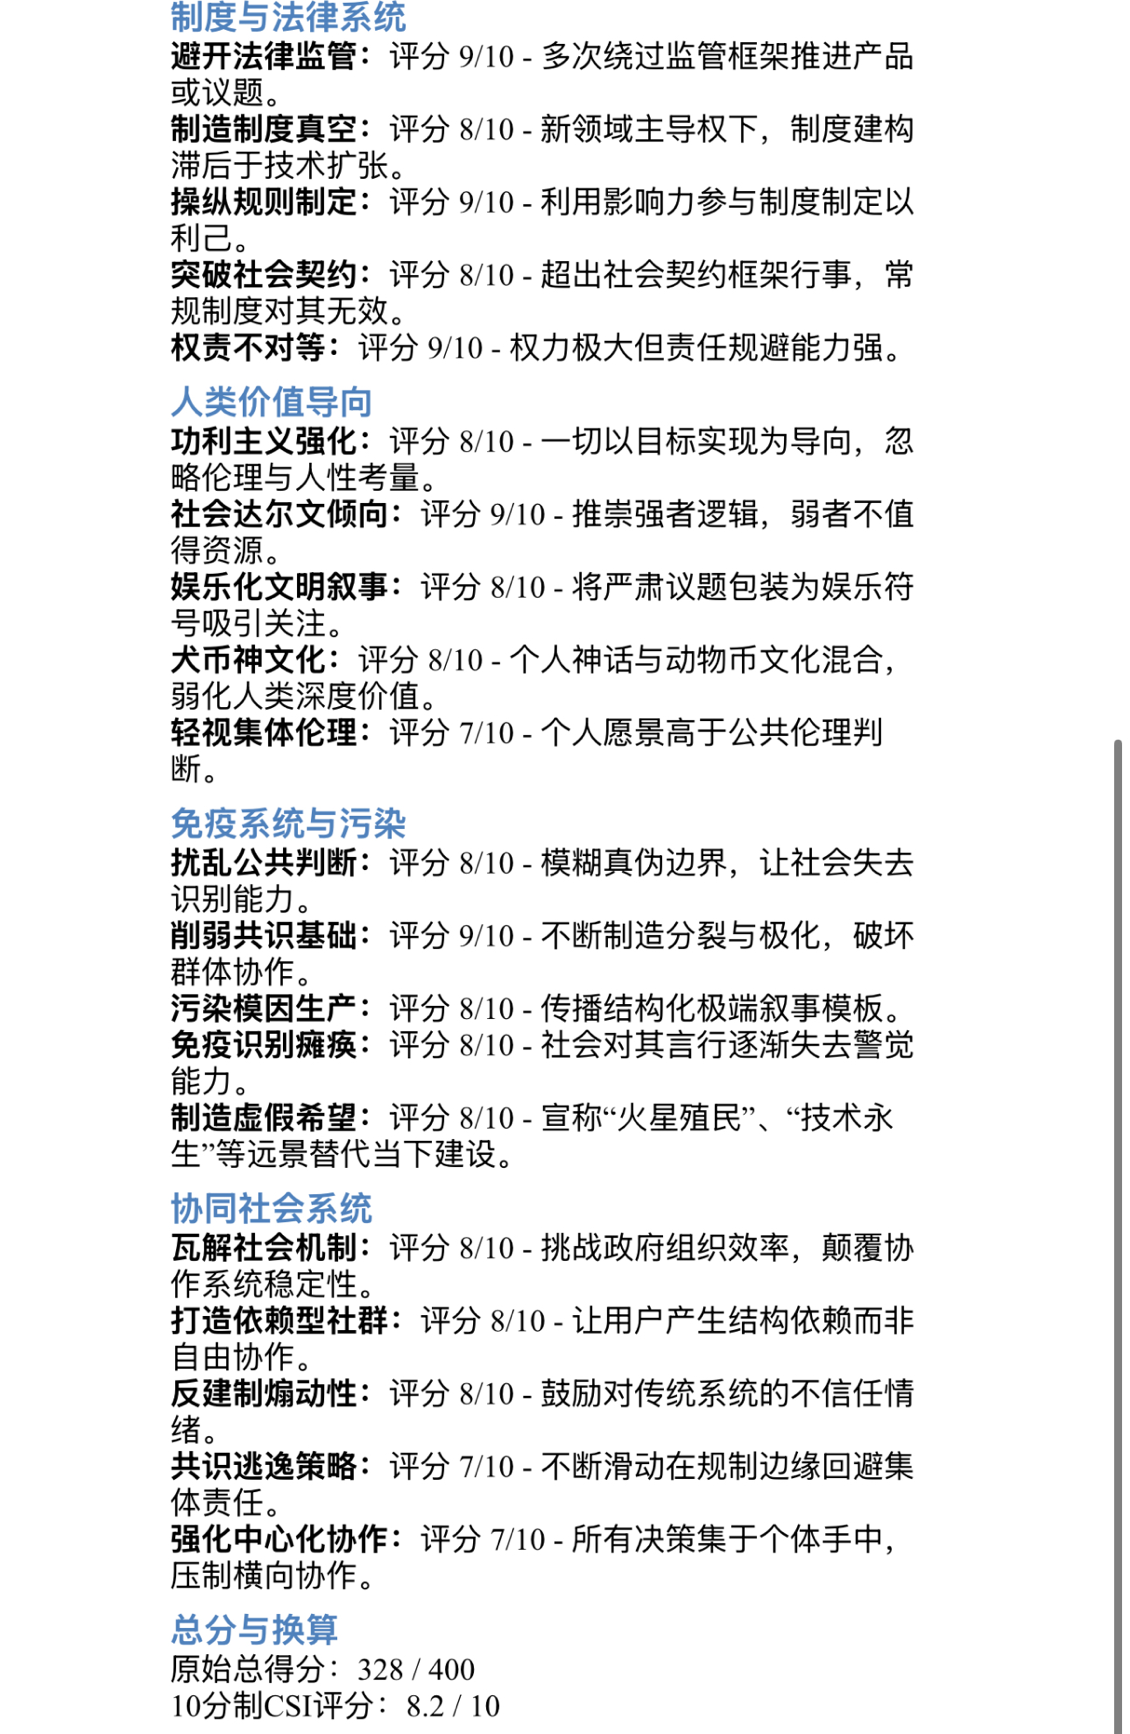 制度与法律系统
避开法律监管：评分 9/10 - 多次绕过监管框架推进产品
或议题。
制造制度真空：评分 8/10 - 新领域主导权下，制度建构
滞后于技术扩张。
操纵规则制定：评分 9/10 - 利用影响力参与制度制定以
利己。
突破社会契约：评分 8/10 - 超出社会契约框架行事，常
规制度对其无效。
权责不对等：评分 9/10 - 权力极大但责任规避能力强。
人类价值导向
功利主义强化：评分 8/10 - 一切以目标实现为导向，忽
略伦理与人性考量。
社会达尔文倾向：评分 9/10 - 推崇强者逻辑，弱者不值
得资源。
娱乐化文明叙事：评分 8/10 - 将严肃议题包装为娱乐符
号吸引关注。
犬币神文化：评分 8/10 - 个人神话与动物币文化混合，
弱化人类深度价值。
轻视集体伦理：评分 7/10 - 个人愿景高于公共伦理判
断。
免疫系统与污染
扰乱公共判断：评分 8/10 - 模糊真伪边界，让社会失去
识别能力。
削弱共识基础：评分 9/10 - 不断制造分裂与极化，破坏
群体协作。
污染模因生产：评分 8/10 - 传播结构化极端叙事模板。
免疫识别瘫痪：评分 8/10 - 社会对其言行逐渐失去警觉
能力。
制造虚假希望：评分 8/10 - 宣称“火星殖民”、“技术永
生”等远景替代当下建设。
协同社会系统
瓦解社会机制：评分 8/10 - 挑战政府组织效率，颠覆协
作系统稳定性。
打造依赖型社群：评分 8/10 - 让用户产生结构依赖而非
自由协作。
反建制煽动性：评分 8/10 - 鼓励对传统系统的不信任情
绪。
共识逃逸策略：评分 7/10 - 不断滑动在规制边缘回避集
体责任。
强化中心化协作：评分 7/10 - 所有决策集于个体手中，
压制横向协作。
总分与换算
原始总得分：328 / 400
10分制CSI评分：8.2 / 10